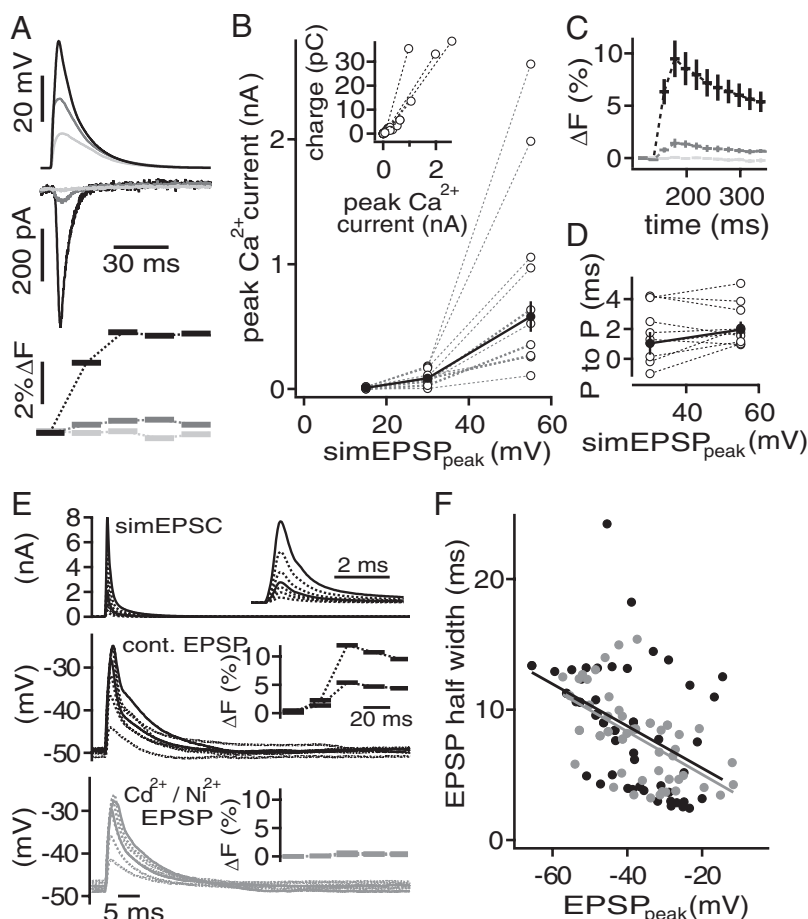 A
20 mV
200 pA
30 ms
2%ΔF
B
peak Ca2+ current (nA)
2
1
0
0 20 40 60
simEPSPpeak (mV)
charge (pC)
30
20
10
0
0 1 2
peak Ca2+
current (nA)
C
ΔF (%)
10
5
0
200 300
time (ms)
D
P to P (ms)
4
2
0
40 60
simEPSPpeak (mV)
E
simEPSC
(nA)
8
6
4
2
0
2 ms
cont. EPSP
(mV)
-30
-40
-50
ΔF (%)
10
5
0
20 ms
Cd2+ / Ni2+
EPSP
(mV)
-30
-40
-50
ΔF (%)
10
5
0
5 ms
F
EPSP half width (ms)
20
10
0
-60 -40 -20
EPSPpeak (mV)